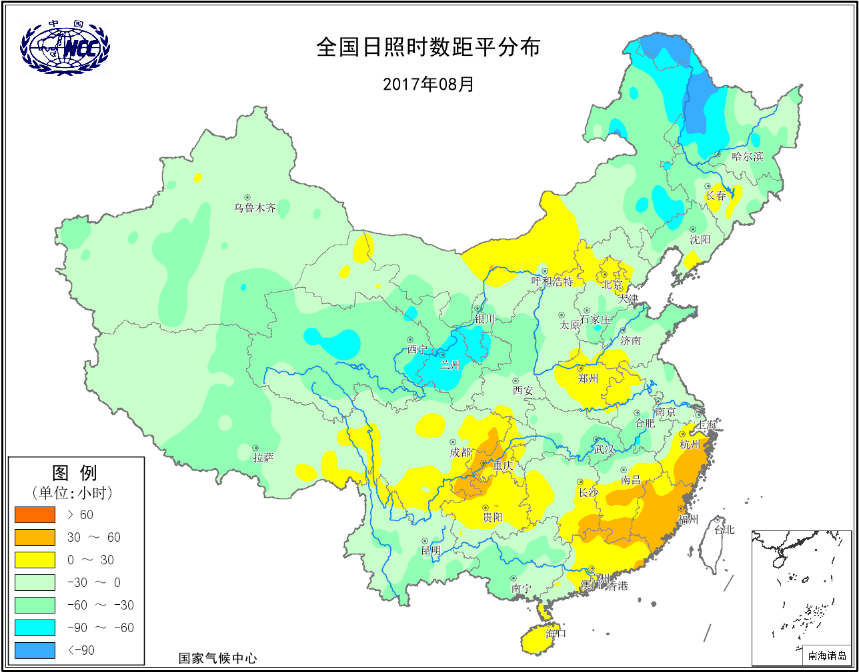 中国
NCC
全国日照时数距平分布
2017年08月
哈尔滨
长春
乌鲁木齐
沈阳
呼和浩特
北京
天津
银川
太原
石家庄
济南
西宁
兰州
郑州
西安
南京
合肥
上海
拉萨
成都
武汉
杭州
重庆
南昌
长沙
贵阳
福州
台北
昆明
广州
澳门
香港
南宁
海口
图 例
(单位:小时)
> 60
30 ～ 60
0 ～ 30
-30 ～ 0
-60 ～ -30
-90 ～ -60
<-90
国家气候中心
南海诸岛